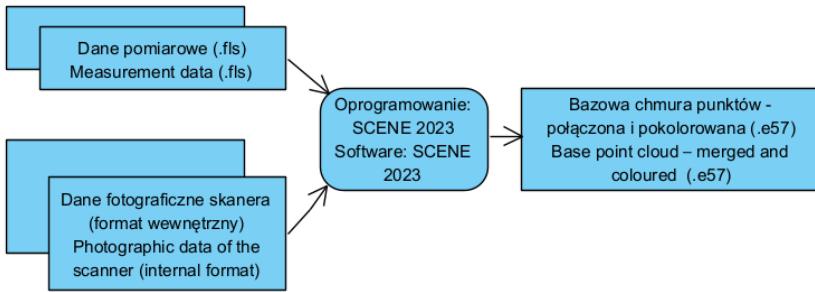 Dane pomiarowe (.fls)
Measurement data (.fls)
Oprogramowanie:
SCENE 2023
Software: SCENE
2023
Bazowa chmura punktów -
połączona i pokolorowana (.e57)
Base point cloud – merged and
coloured (.e57)
Dane fotograficzne skanera
(format wewnętrzny)
Photographic data of the
scanner (internal format)